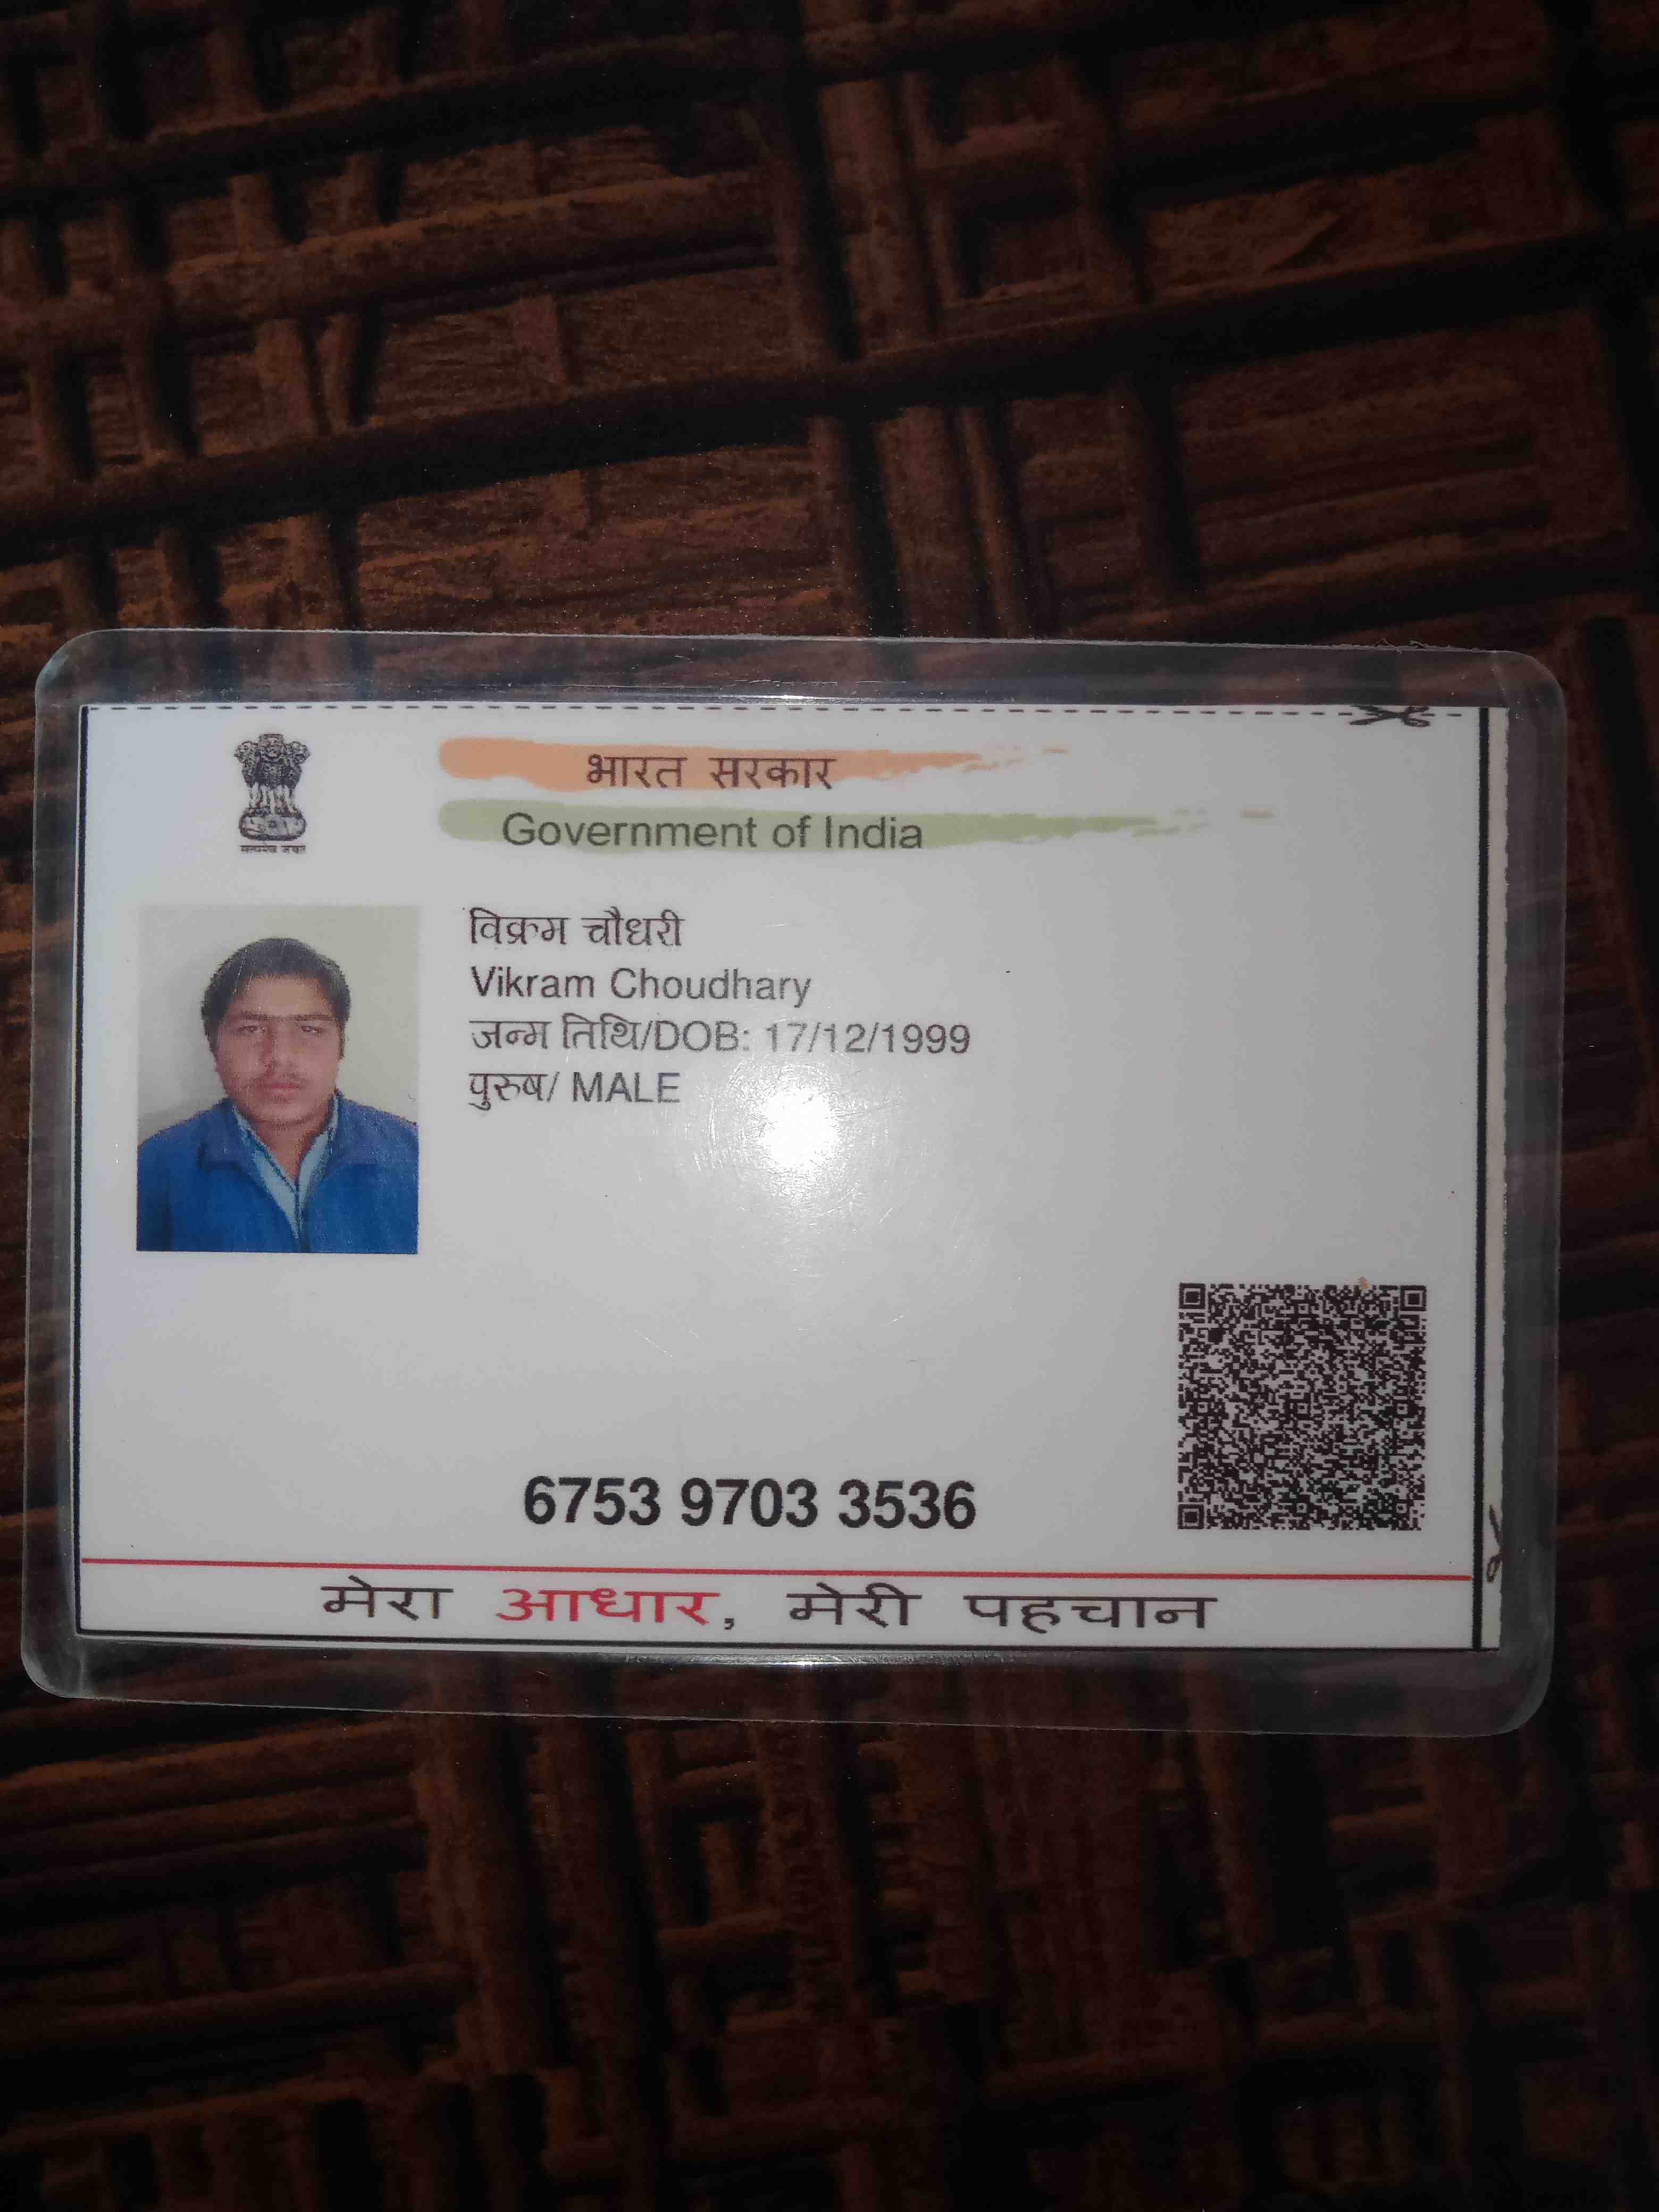 भारत सरकार
Government of India
सत्यमेव जयते
विक्रम चौधरी
Vikram Choudhary
जन्म तिथि/DOB: 17/12/1999
पुरुष/ MALE
6753 9703 3536
मेरा आधार, मेरी पहचान